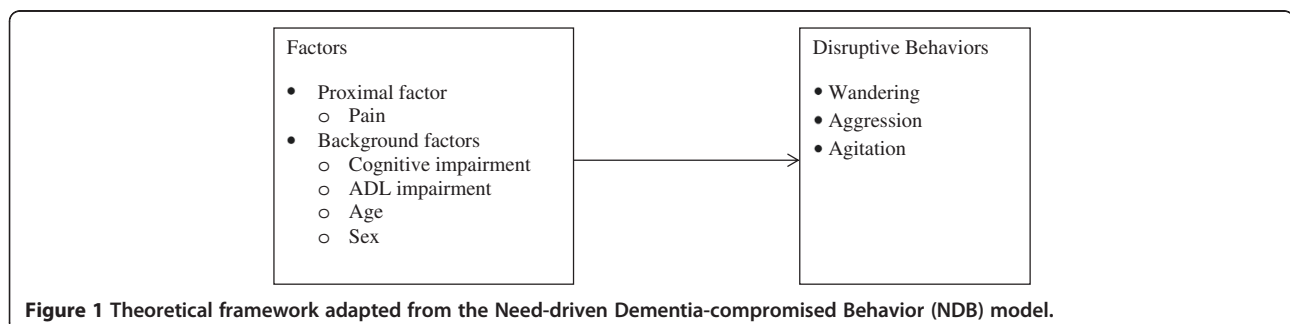 Factors
• Proximal factor
o Pain
• Background factors
o Cognitive impairment
o ADL impairment
o Age
o Sex
Disruptive Behaviors
• Wandering
• Aggression
• Agitation
Figure 1 Theoretical framework adapted from the Need-driven Dementia-compromised Behavior (NDB) model.